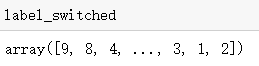 label_switched
array([9, 8, 4, ..., 3, 1, 2])